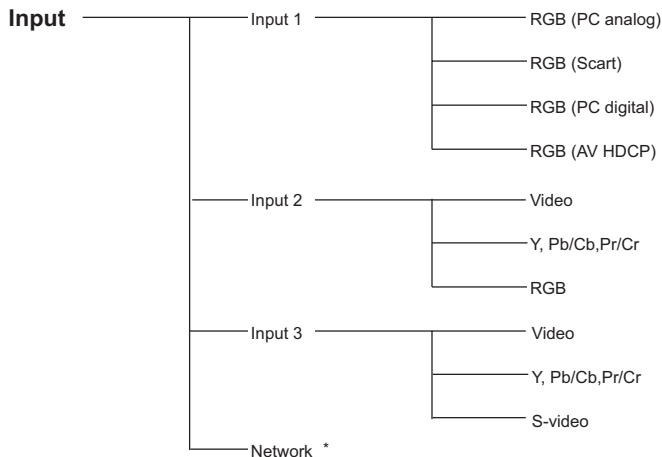 Input
Input 1
RGB (PC analog)
RGB (Scart)
RGB (PC digital)
RGB (AV HDCP)
Input 2
Video
Y, Pb/Cb,Pr/Cr
RGB
Input 3
Video
Y, Pb/Cb,Pr/Cr
S-video
Network *